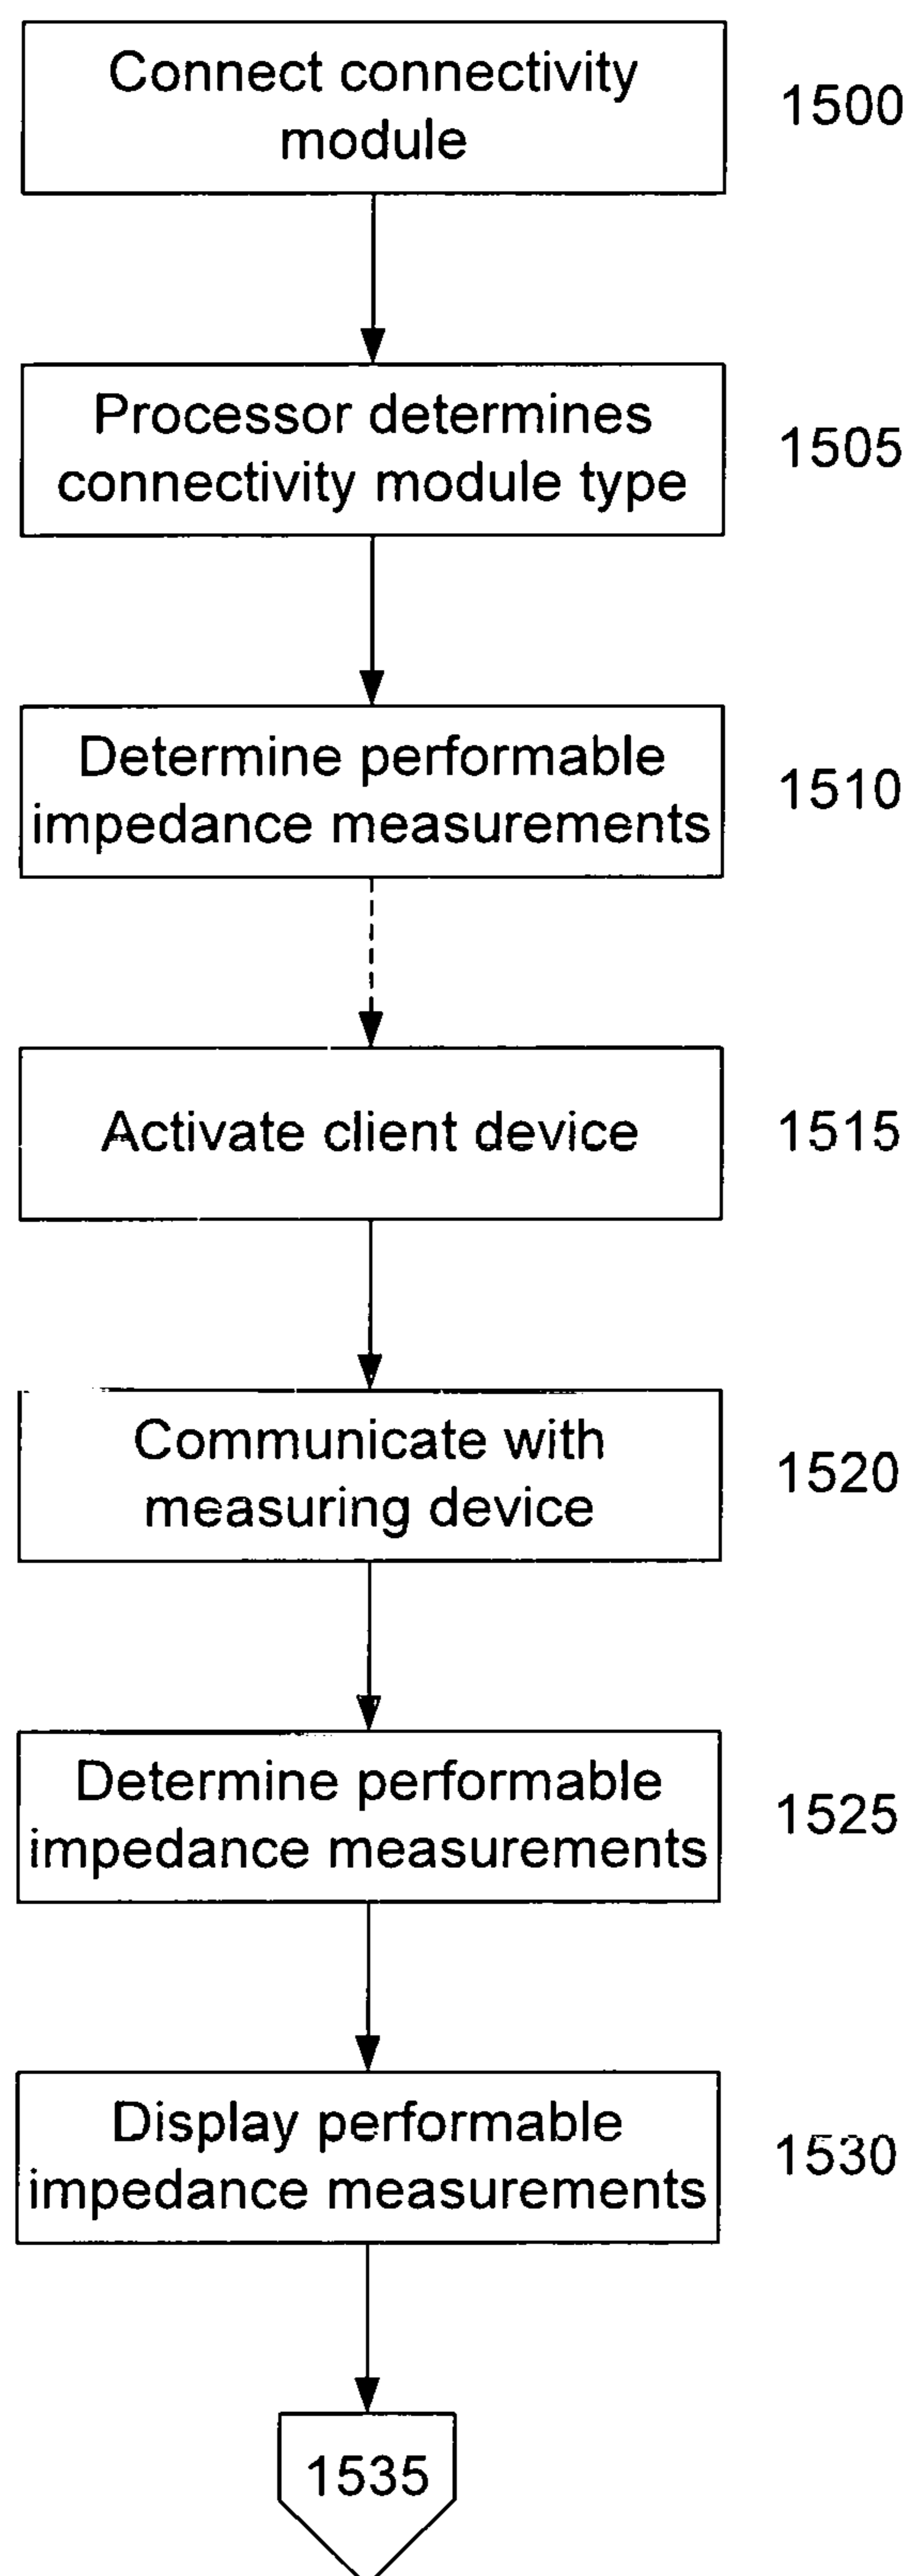 Connect connectivity
module
1500
Processor determines
connectivity module type
1505
Determine performable
impedance measurements
1510
Activate client device
1515
Communicate with
measuring device
1520
Determine performable
impedance measurements
1525
Display performable
impedance measurements
1530
1535